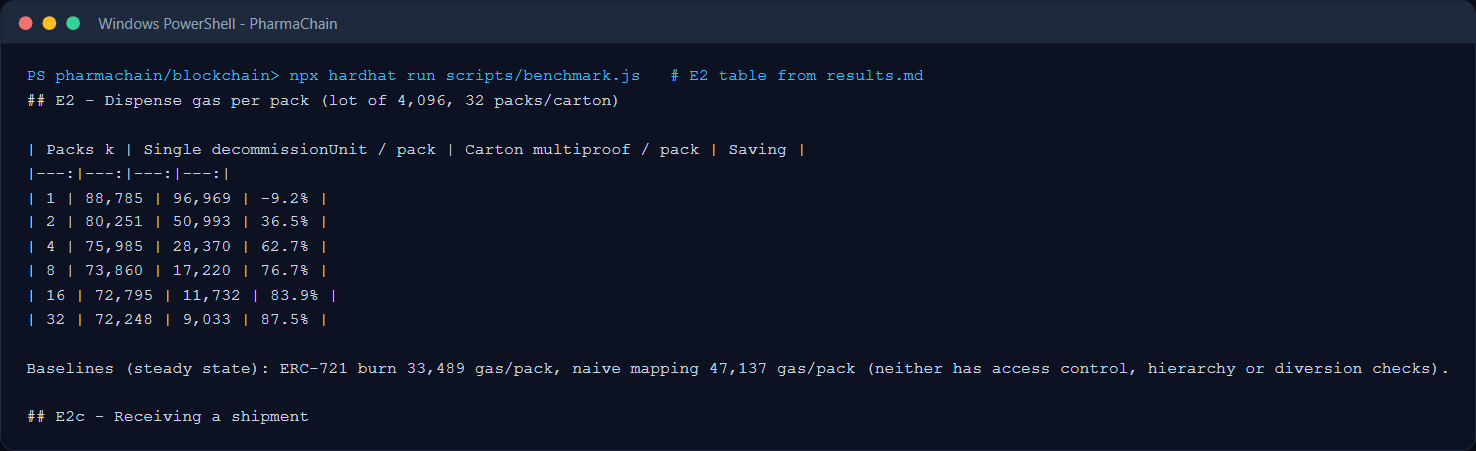 Windows PowerShell - PharmaChain
PS pharmachain/blockchain> npx hardhat run scripts/benchmark.js   # E2 table from results.md
## E2 - Dispense gas per pack (lot of 4,096, 32 packs/carton)
| Packs k | Single decommissionUnit / pack | Carton multiproof / pack | Saving |
|---:|---:|---:|---:|
| 1 | 88,785 | 96,969 | -9.2% |
| 2 | 80,251 | 50,993 | 36.5% |
| 4 | 75,985 | 28,370 | 62.7% |
| 8 | 73,860 | 17,220 | 76.7% |
| 16 | 72,795 | 11,732 | 83.9% |
| 32 | 72,248 | 9,033 | 87.5% |
Baselines (steady state): ERC-721 burn 33,489 gas/pack, naive mapping 47,137 gas/pack (neither has access control, hierarchy or diversion checks).
## E2c - Receiving a shipment